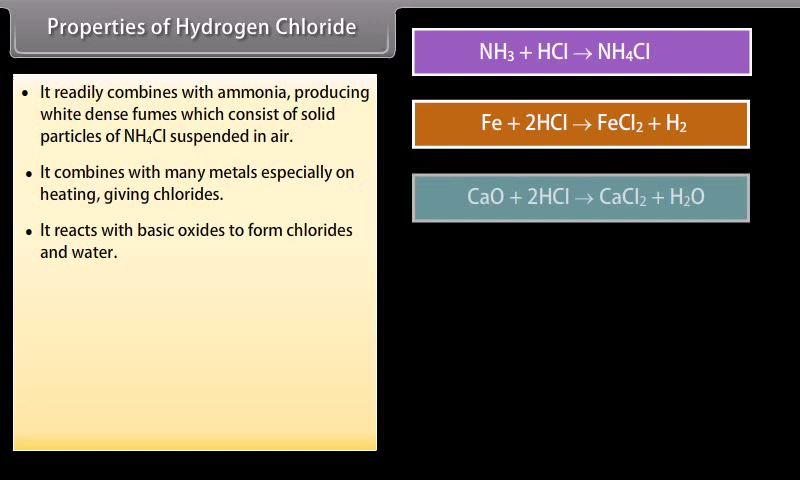 Properties of Hydrogen Chloride
• It readily combines with ammonia, producing
white dense fumes which consist of solid
particles of NH₄Cl suspended in air.
• It combines with many metals especially on
heating, giving chlorides.
• It reacts with basic oxides to form chlorides
and water.
NH₃ + HCl → NH₄Cl
Fe + 2HCl → FeCl₂ + H₂
CaO + 2HCl → CaCl₂ + H₂O